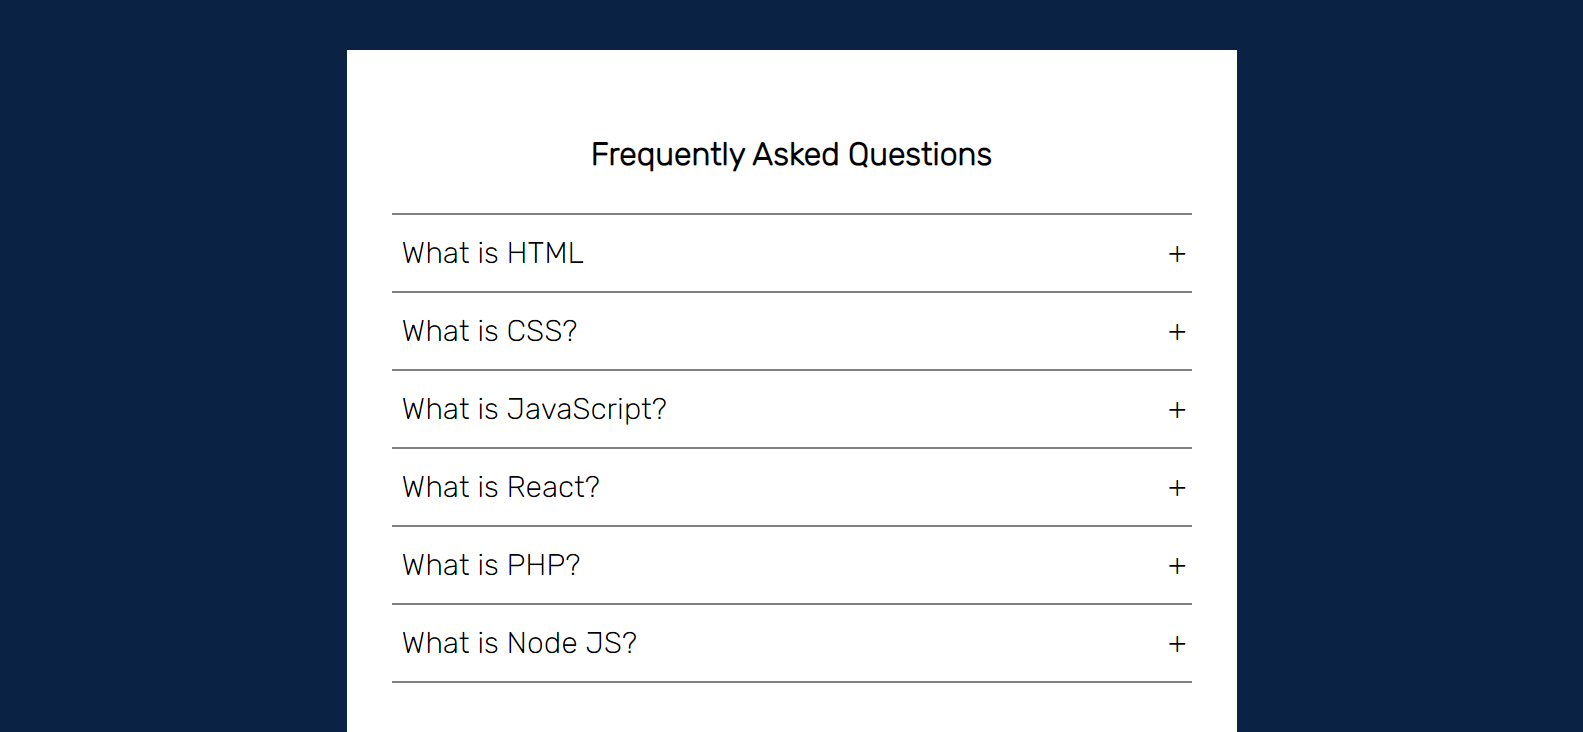 Frequently Asked Questions
What is HTML +
What is CSS? +
What is JavaScript? +
What is React? +
What is PHP? +
What is Node JS? +